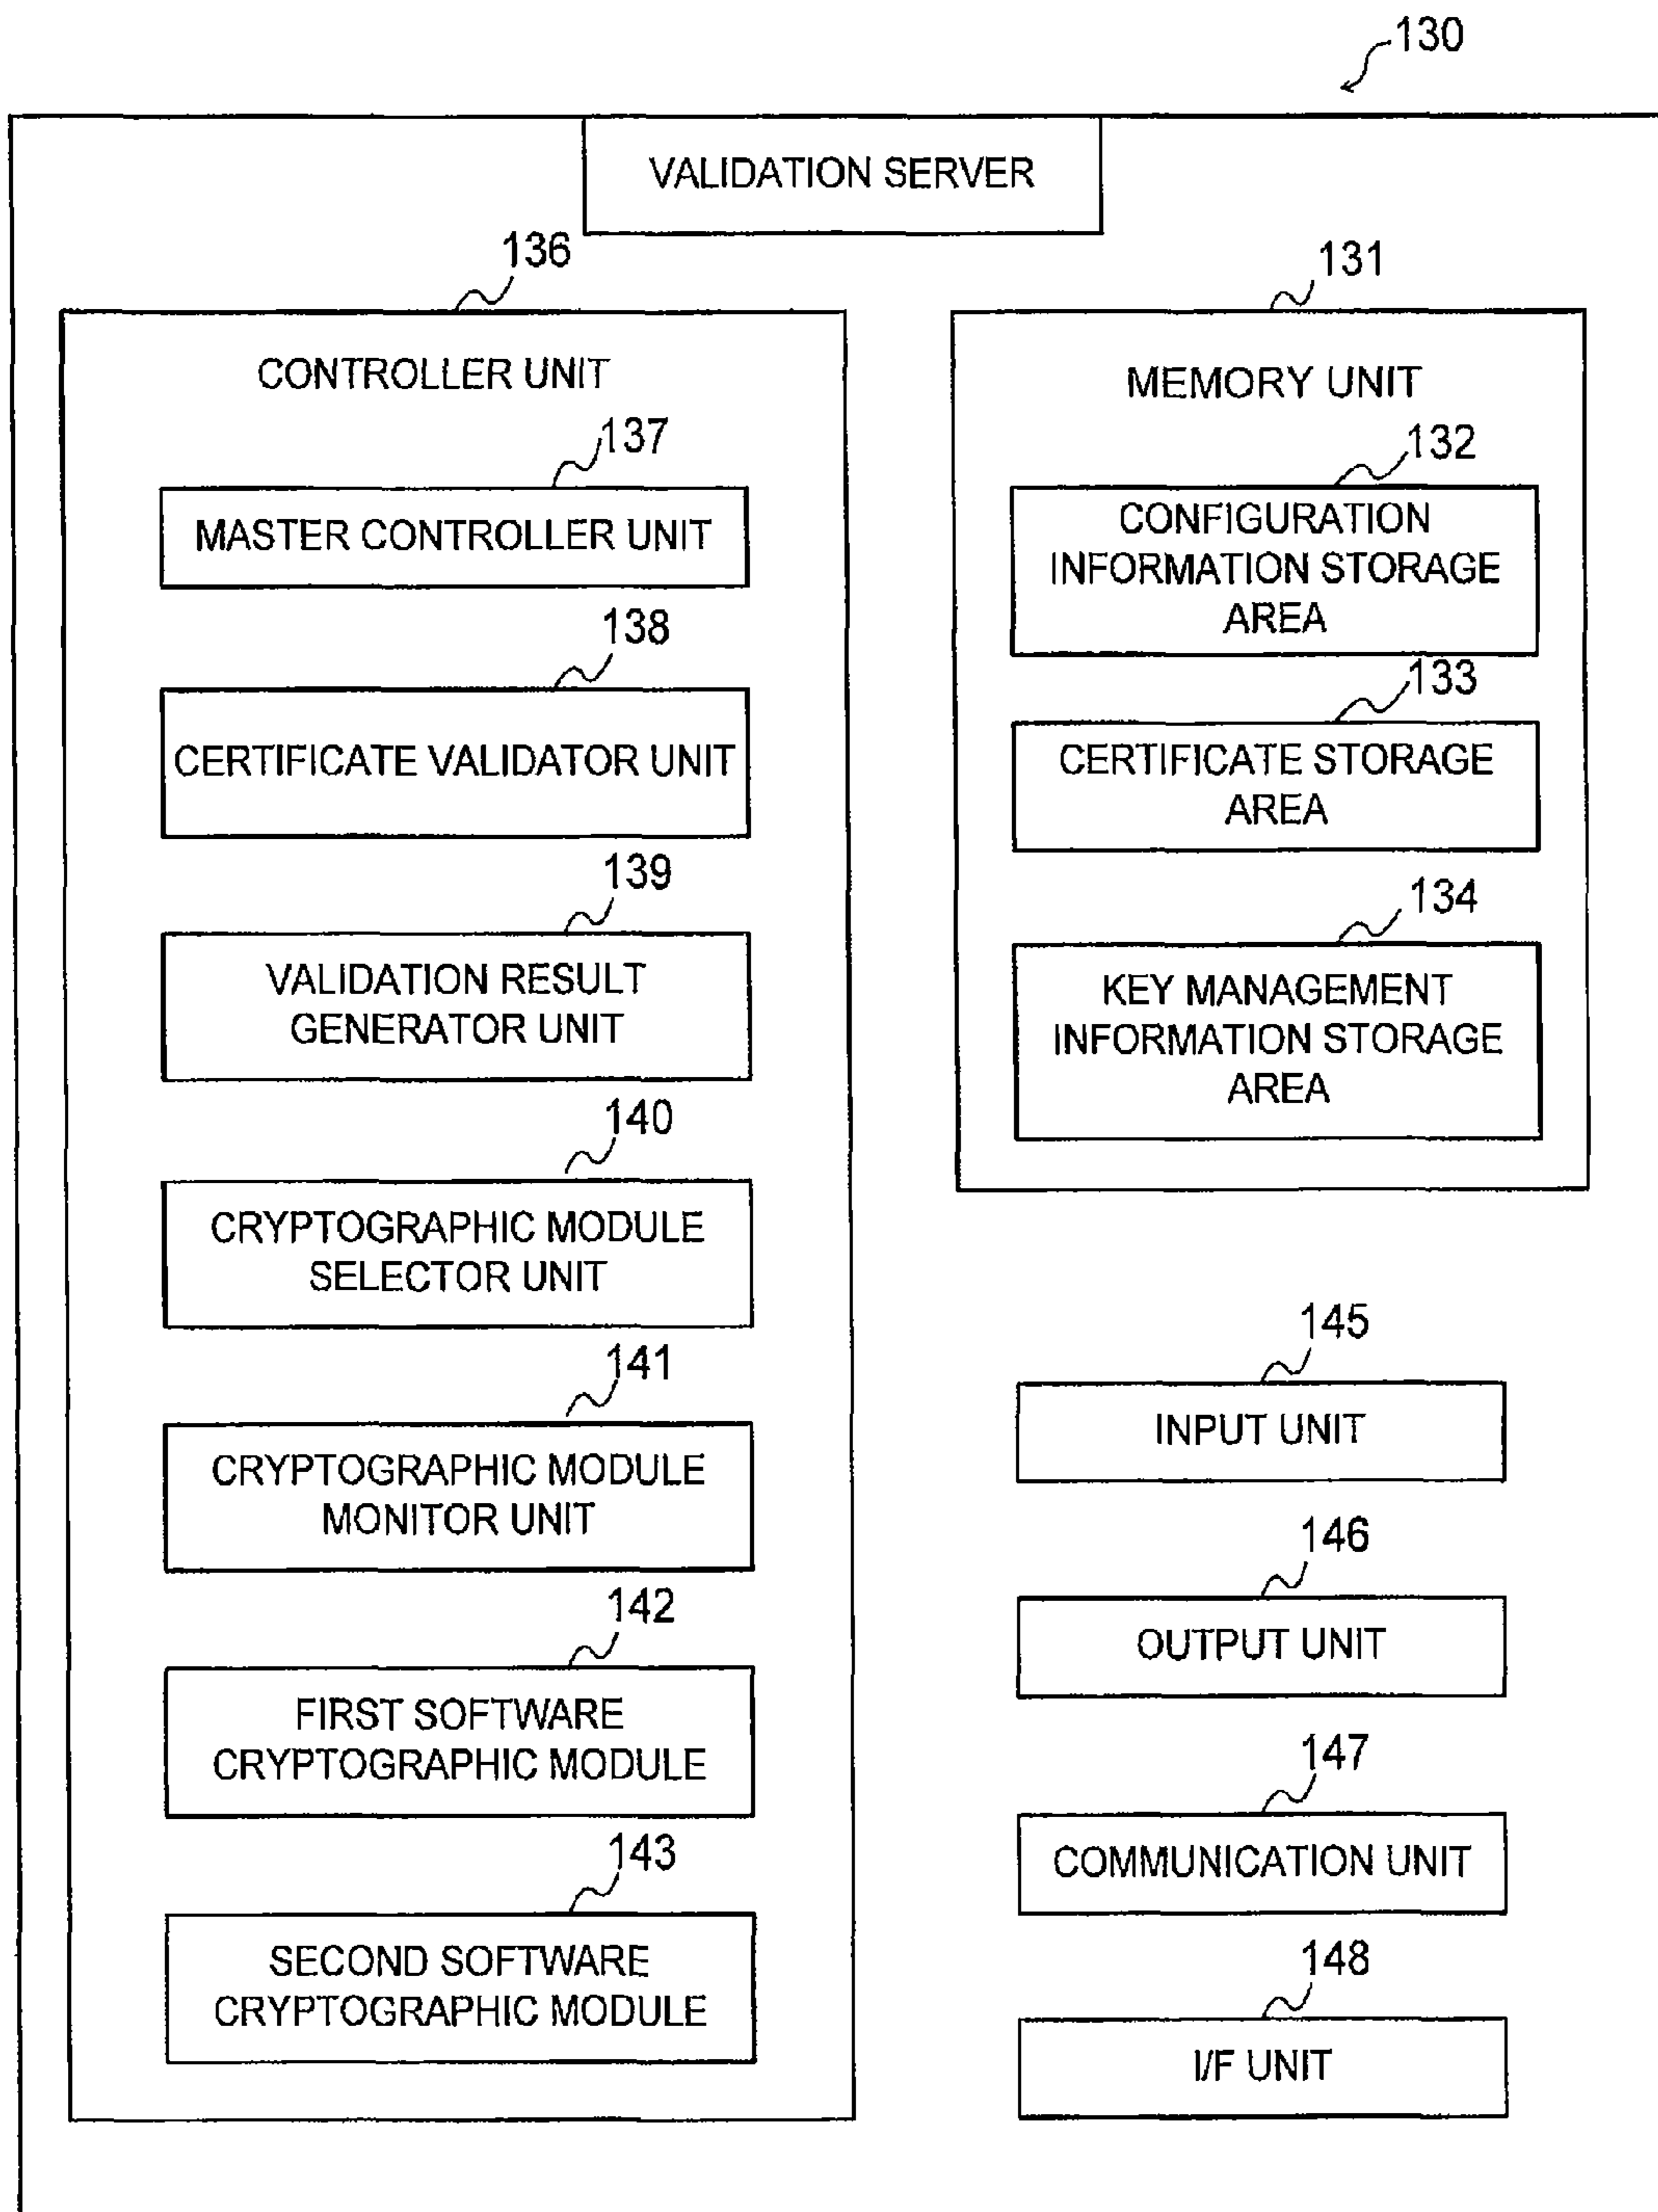 130
VALIDATION SERVER
136
CONTROLLER UNIT
137
MASTER CONTROLLER UNIT
138
CERTIFICATE VALIDATOR UNIT
139
VALIDATION RESULT
GENERATOR UNIT
140
CRYPTOGRAPHIC MODULE
SELECTOR UNIT
141
CRYPTOGRAPHIC MODULE
MONITOR UNIT
142
FIRST SOFTWARE
CRYPTOGRAPHIC MODULE
143
SECOND SOFTWARE
CRYPTOGRAPHIC MODULE
131
MEMORY UNIT
132
CONFIGURATION
INFORMATION STORAGE
AREA
133
CERTIFICATE STORAGE
AREA
134
KEY MANAGEMENT
INFORMATION STORAGE
AREA
145
INPUT UNIT
146
OUTPUT UNIT
147
COMMUNICATION UNIT
148
I/F UNIT